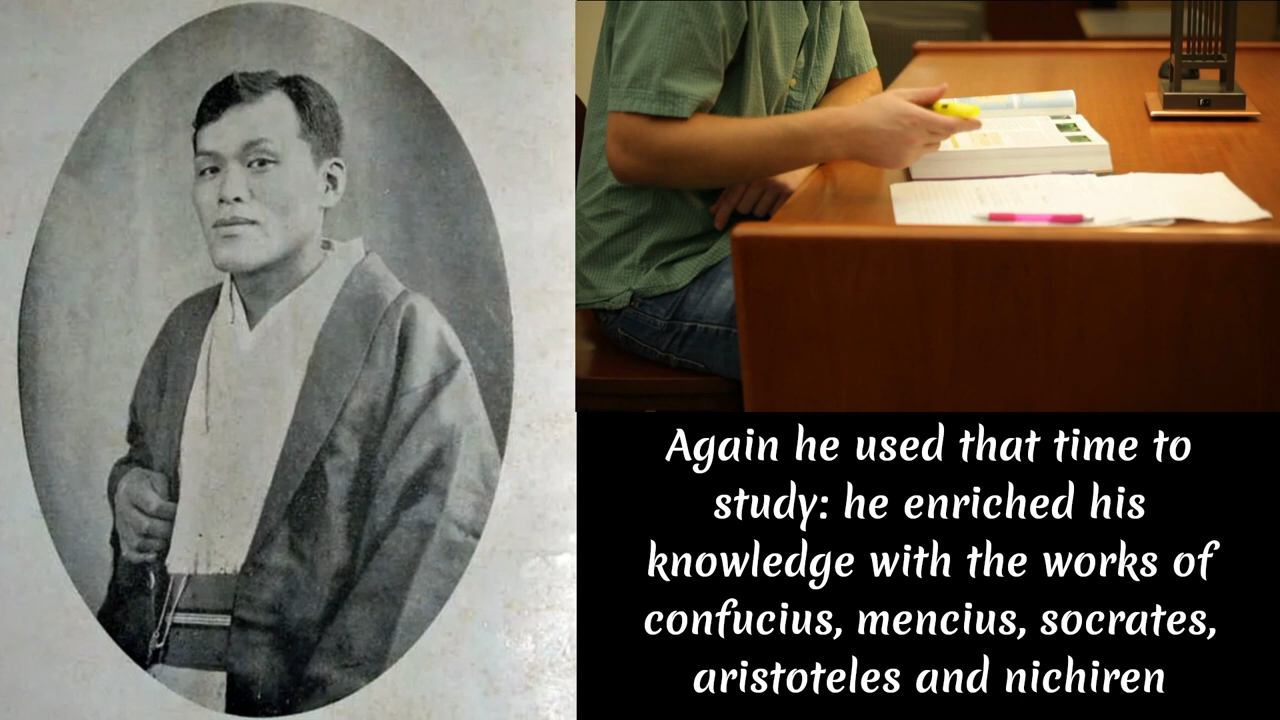 Again he used that time to
study: he enriched his
knowledge with the works of
confucius, mencius, socrates,
aristoteles and nichiren